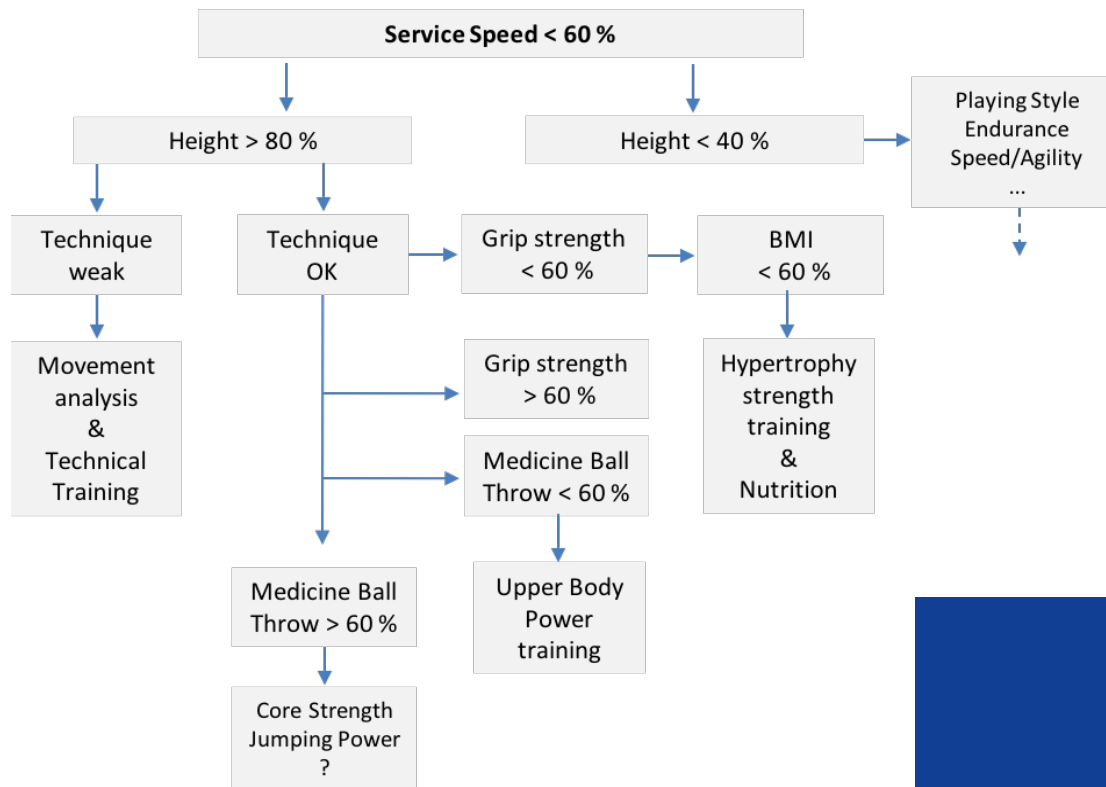 Service Speed < 60 %
Height > 80 %
Height < 40 %
Playing Style
Endurance
Speed/Agility
...
Technique
weak
Technique
OK
Grip strength
< 60 %
BMI
< 60 %
Movement
analysis
&
Technical
Training
Grip strength
> 60 %
Hypertrophy
strength
training
&
Nutrition
Medicine Ball
Throw < 60 %
Medicine Ball
Throw > 60 %
Upper Body
Power
training
Core Strength
Jumping Power
?